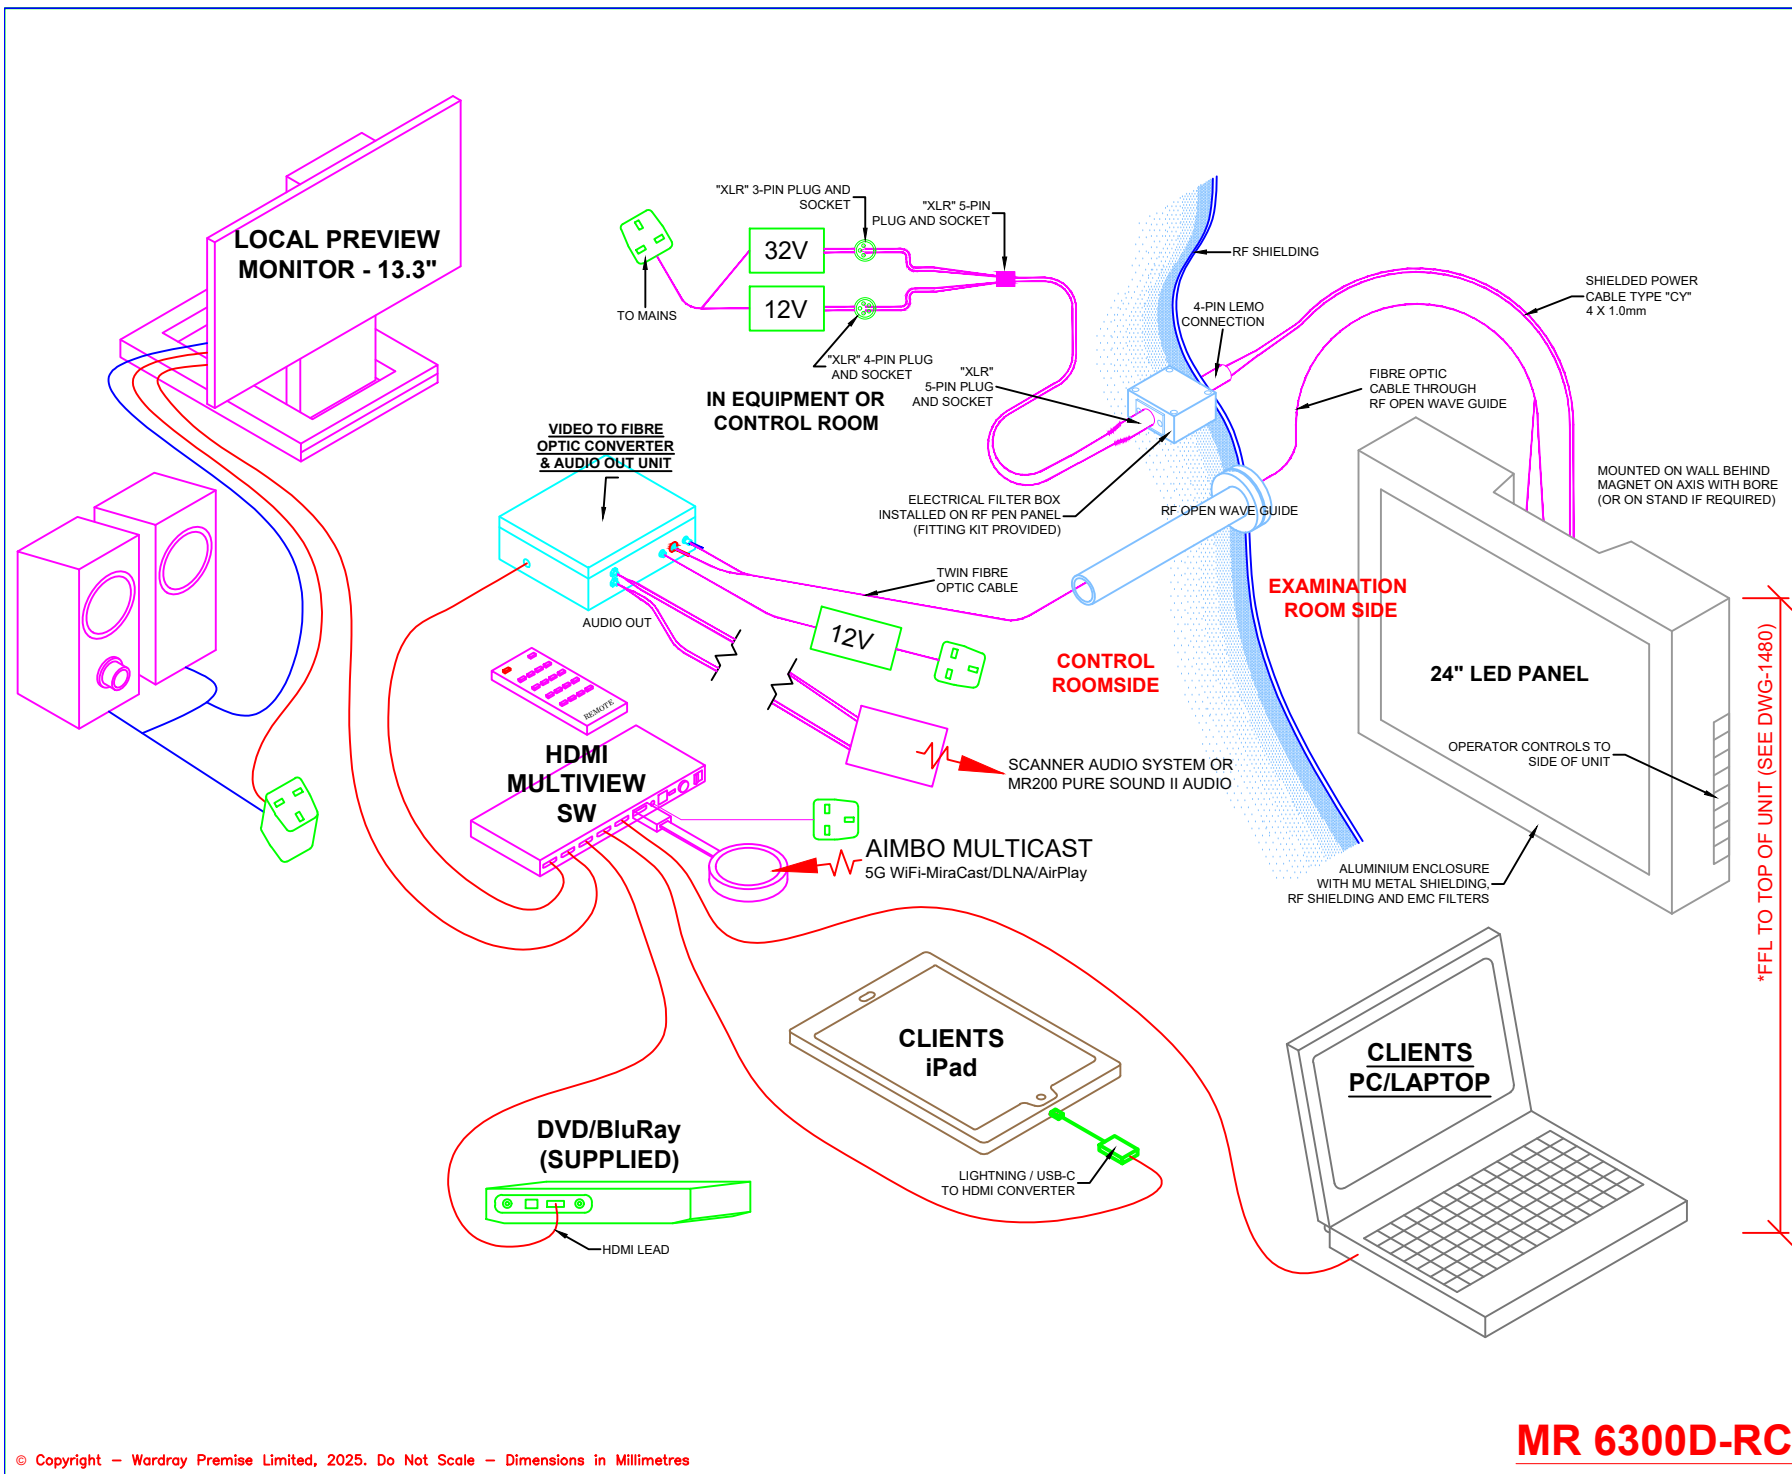 LOCAL PREVIEW
MONITOR - 13.3"
"XLR" 3-PIN PLUG AND
SOCKET
"XLR" 5-PIN
PLUG AND SOCKET
32V
12V
TO MAINS
"XLR" 4-PIN PLUG
AND SOCKET
IN EQUIPMENT OR
CONTROL ROOM
"XLR"
5-PIN PLUG
AND SOCKET
RF SHIELDING
4-PIN LEMO
CONNECTION
SHIELDED POWER
CABLE TYPE "CY"
4 X 1.0mm
FIBRE OPTIC
CABLE THROUGH
RF OPEN WAVE GUIDE
VIDEO TO FIBRE
OPTIC CONVERTER
& AUDIO OUT UNIT
ELECTRICAL FILTER BOX
INSTALLED ON RF PEN PANEL
(FITTING KIT PROVIDED)
RF OPEN WAVE GUIDE
MOUNTED ON WALL BEHIND
MAGNET ON AXIS WITH BORE
(OR ON STAND IF REQUIRED)
TWIN FIBRE
OPTIC CABLE
EXAMINATION
ROOM SIDE
AUDIO OUT
12V
CONTROL
ROOMSIDE
24" LED PANEL
*FFL TO TOP OF UNIT (SEE DWG-1480)
REMOTE
HDMI
MULTIVIEW
SW
OPERATOR CONTROLS TO
SIDE OF UNIT
SCANNER AUDIO SYSTEM OR
MR200 PURE SOUND II AUDIO
AIMBO MULTICAST
5G WiFi-MiraCast/DLNA/AirPlay
ALUMINIUM ENCLOSURE
WITH MU METAL SHIELDING,
RF SHIELDING AND EMC FILTERS
CLIENTS
iPad
CLIENTS
PC/LAPTOP
DVD/BluRay
(SUPPLIED)
LIGHTNING / USB-C
TO HDMI CONVERTER
HDMI LEAD
MR 6300D-RC
© Copyright - Wardray Premise Limited, 2025. Do Not Scale - Dimensions in Millimetres